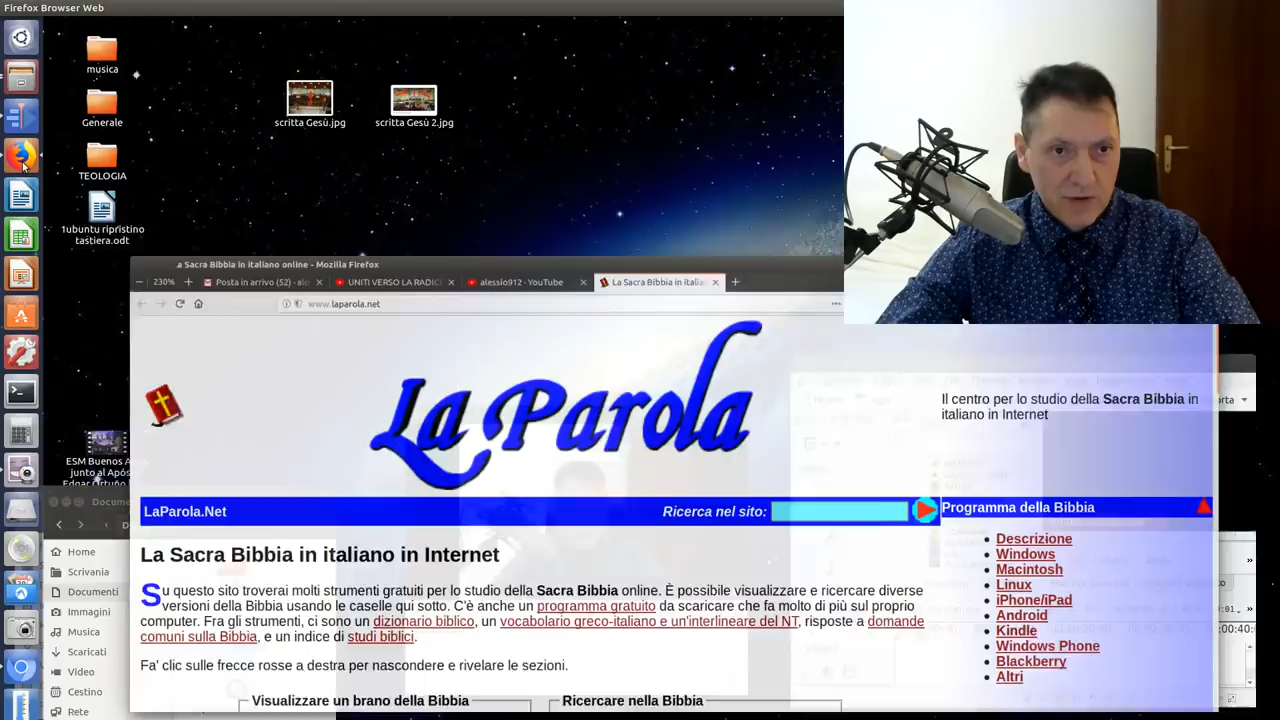 Firefox Browser Web
musica
Generale
TEOLOGIA
1ubuntu ripristino
tastiera.odt
scritta Gesù.jpg
scritta Gesù 2.jpg
ESM Buenos A
junto al Após
Documo
Home
Scrivania
Documenti
Immagini
Musica
Scaricati
Video
Cestino
Rete
a Sacra Bibbia in italiano online - Mozilla Firefox
230%
Posta in arrivo (52) - ale
UNITI VERSO LA RADICE
alessio912 - YouTube
La Sacra Bibbia in italia
www.laparola.net
La Parola
Il centro per lo studio della Sacra Bibbia in
italiano in Internet
LaParola.Net
Ricerca nel sito:
Programma della Bibbia
Descrizione
Windows
Macintosh
Linux
iPhone/iPad
Android
Kindle
Windows Phone
Blackberry
Altri
La Sacra Bibbia in italiano in Internet
Su questo sito troverai molti strumenti gratuiti per lo studio della Sacra Bibbia online. È possibile visualizzare e ricercare diverse
versioni della Bibbia usando le caselle qui sotto. C'è anche un programma gratuito da scaricare che fa molto di più sul proprio
computer. Fra gli strumenti, ci sono un dizionario biblico, un vocabolario greco-italiano e un'interlineare del NT, risposte a domande
comuni sulla Bibbia, e un indice di studi biblici.
Fa' clic sulle frecce rosse a destra per nascondere e rivelare le sezioni.
Visualizzare un brano della Bibbia
Ricercare nella Bibbia